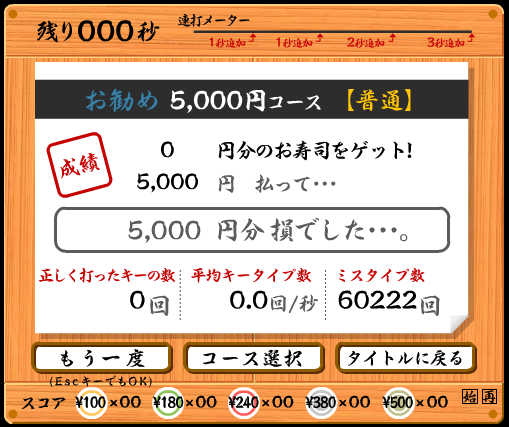 残り000秒
連打メーター
1秒追加 1秒追加 2秒追加 3秒追加
お勧め 5,000円コース 【普通】
成績
0 円分のお寿司をゲット!
5,000 円 払って・・・
5,000 円分 損でした・・・。
正しく打ったキーの数 平均キータイプ数 ミスタイプ数
0回 0.0回/秒 60222回
もう一度 コース選択 タイトルに戻る
(Escキーでもok)
スコア ¥100×00 ¥180×00 ¥240×00 ¥380×00 ¥500×00 始 再